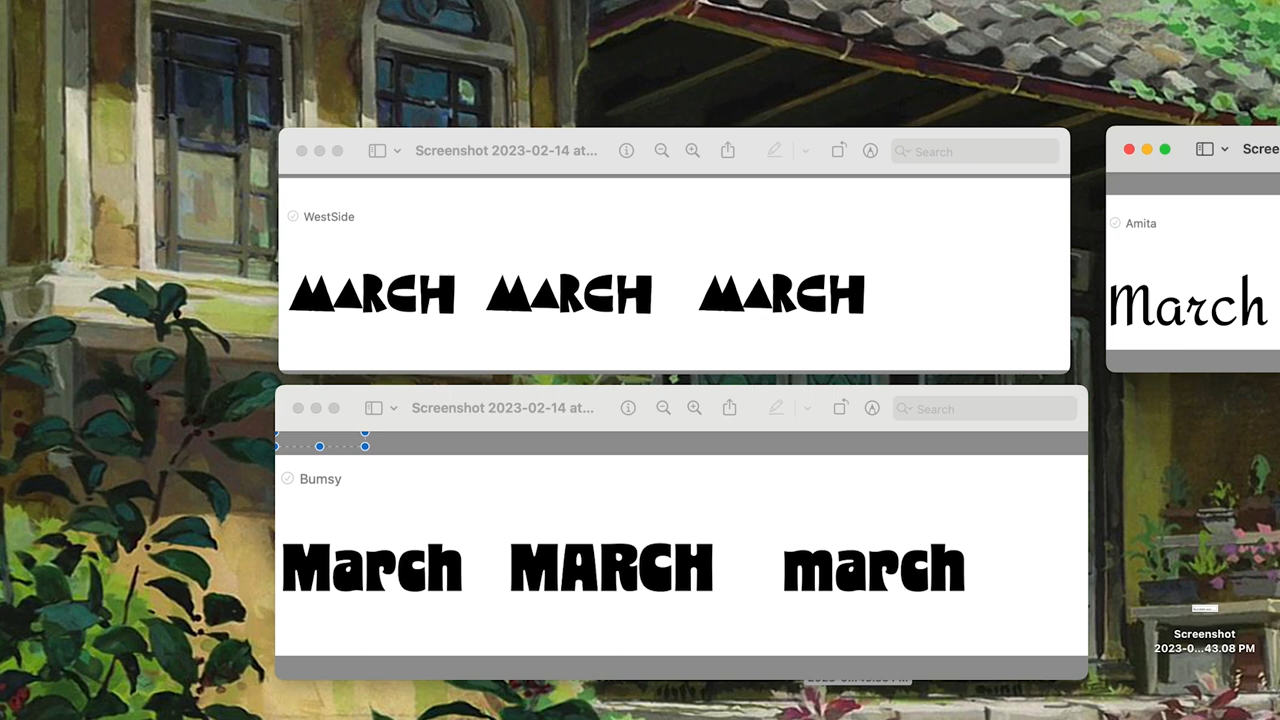 Screenshot 2023-02-14 at...
Search
WestSide
MARCH MARCH MARCH
Scree
Amita
March
Screenshot 2023-02-14 at...
Search
Bumsy
March MARCH march
Screenshot
2023-0...43.08 PM